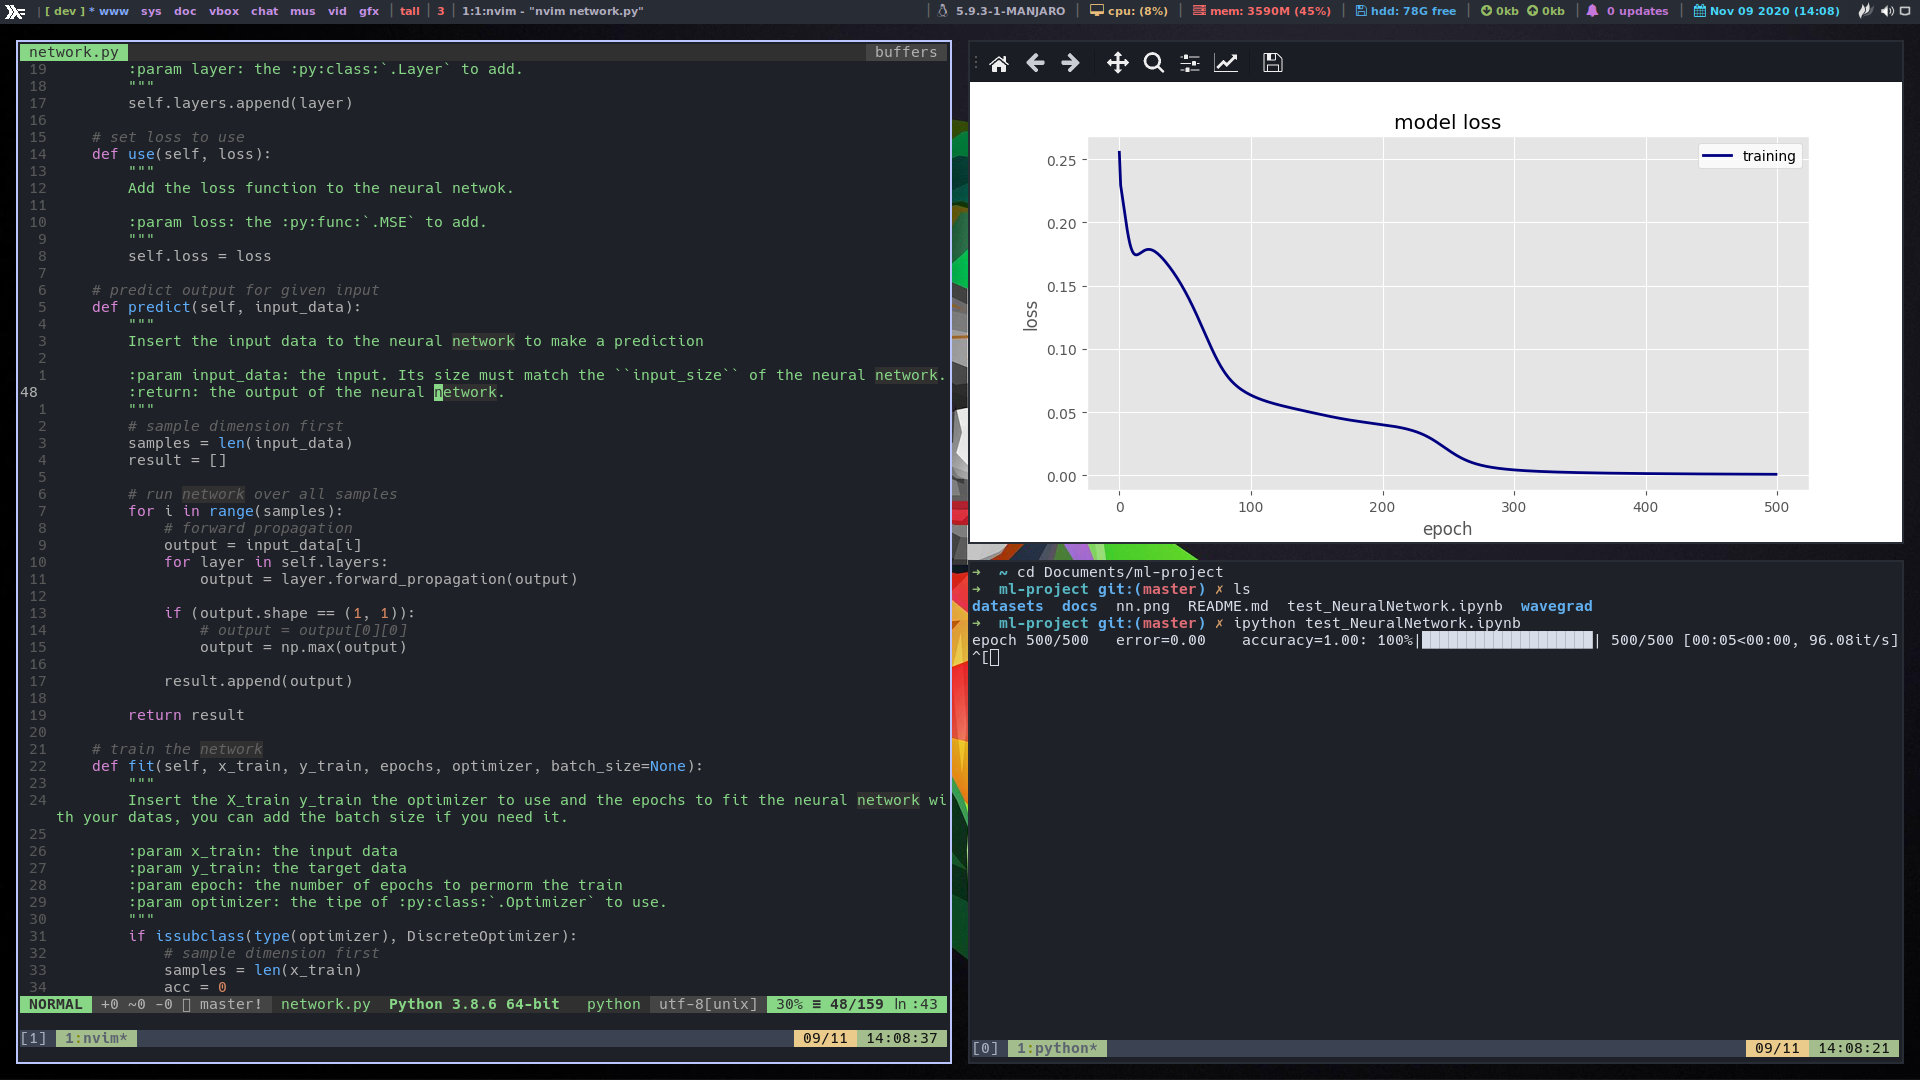 [ dev ] * www sys doc vbox chat mus vid gfx | tall | 3 | 1:1:nvim - "nvim network.py"
| 5.9.3-1-MANJARO | cpu: (8%) | mem: 3590M (45%) | hdd: 78G free | 0kb 0kb | 0 updates | Nov 09 2020 (14:08)
network.py buffers
19 :param layer: the :py:class:`.Layer` to add.
18 """
17 self.layers.append(layer)
16
15 # set loss to use
14 def use(self, loss):
13 """
12 Add the loss function to the neural netwok.
11
10 :param loss: the :py:func:`.MSE` to add.
9 """
8 self.loss = loss
7
6 # predict output for given input
5 def predict(self, input_data):
4 """
3 Insert the input data to the neural network to make a prediction
2
1 :param input_data: the input. Its size must match the ``input_size`` of the neural network.
48 :return: the output of the neural network.
1 """
2 # sample dimension first
3 samples = len(input_data)
4 result = []
5
6 # run network over all samples
7 for i in range(samples):
8 # forward propagation
9 output = input_data[i]
10 for layer in self.layers:
11 output = layer.forward_propagation(output)
12
13 if (output.shape == (1, 1)):
14 # output = output[0][0]
15 output = np.max(output)
16
17 result.append(output)
18
19 return result
20
21 # train the network
22 def fit(self, x_train, y_train, epochs, optimizer, batch_size=None):
23 """
24 Insert the X_train y_train the optimizer to use and the epochs to fit the neural network wi
th your datas, you can add the batch size if you need it.
25
26 :param x_train: the input data
27 :param y_train: the target data
28 :param epoch: the number of epochs to permorm the train
29 :param optimizer: the tipe of :py:class:`.Optimizer` to use.
30 """
31 if issubclass(type(optimizer), DiscreteOptimizer):
32 # sample dimension first
33 samples = len(x_train)
34 acc = 0
NORMAL +0 ~0 -0 master! network.py Python 3.8.6 64-bit python utf-8[unix] 30% ≡ 48/159 ln :43
[1] 1:nvim* 09/11 14:08:37
model loss
training
loss
0.25
0.20
0.15
0.10
0.05
0.00
0 100 200 300 400 500
epoch
➜ ~ cd Documents/ml-project
➜ ml-project git:(master) ✗ ls
datasets docs nn.png README.md test_NeuralNetwork.ipynb wavegrad
➜ ml-project git:(master) ✗ ipython test_NeuralNetwork.ipynb
epoch 500/500 error=0.00 accuracy=1.00: 100%|███████████████████| 500/500 [00:05<00:00, 96.08it/s]
^[
[0] 1:python* 09/11 14:08:21